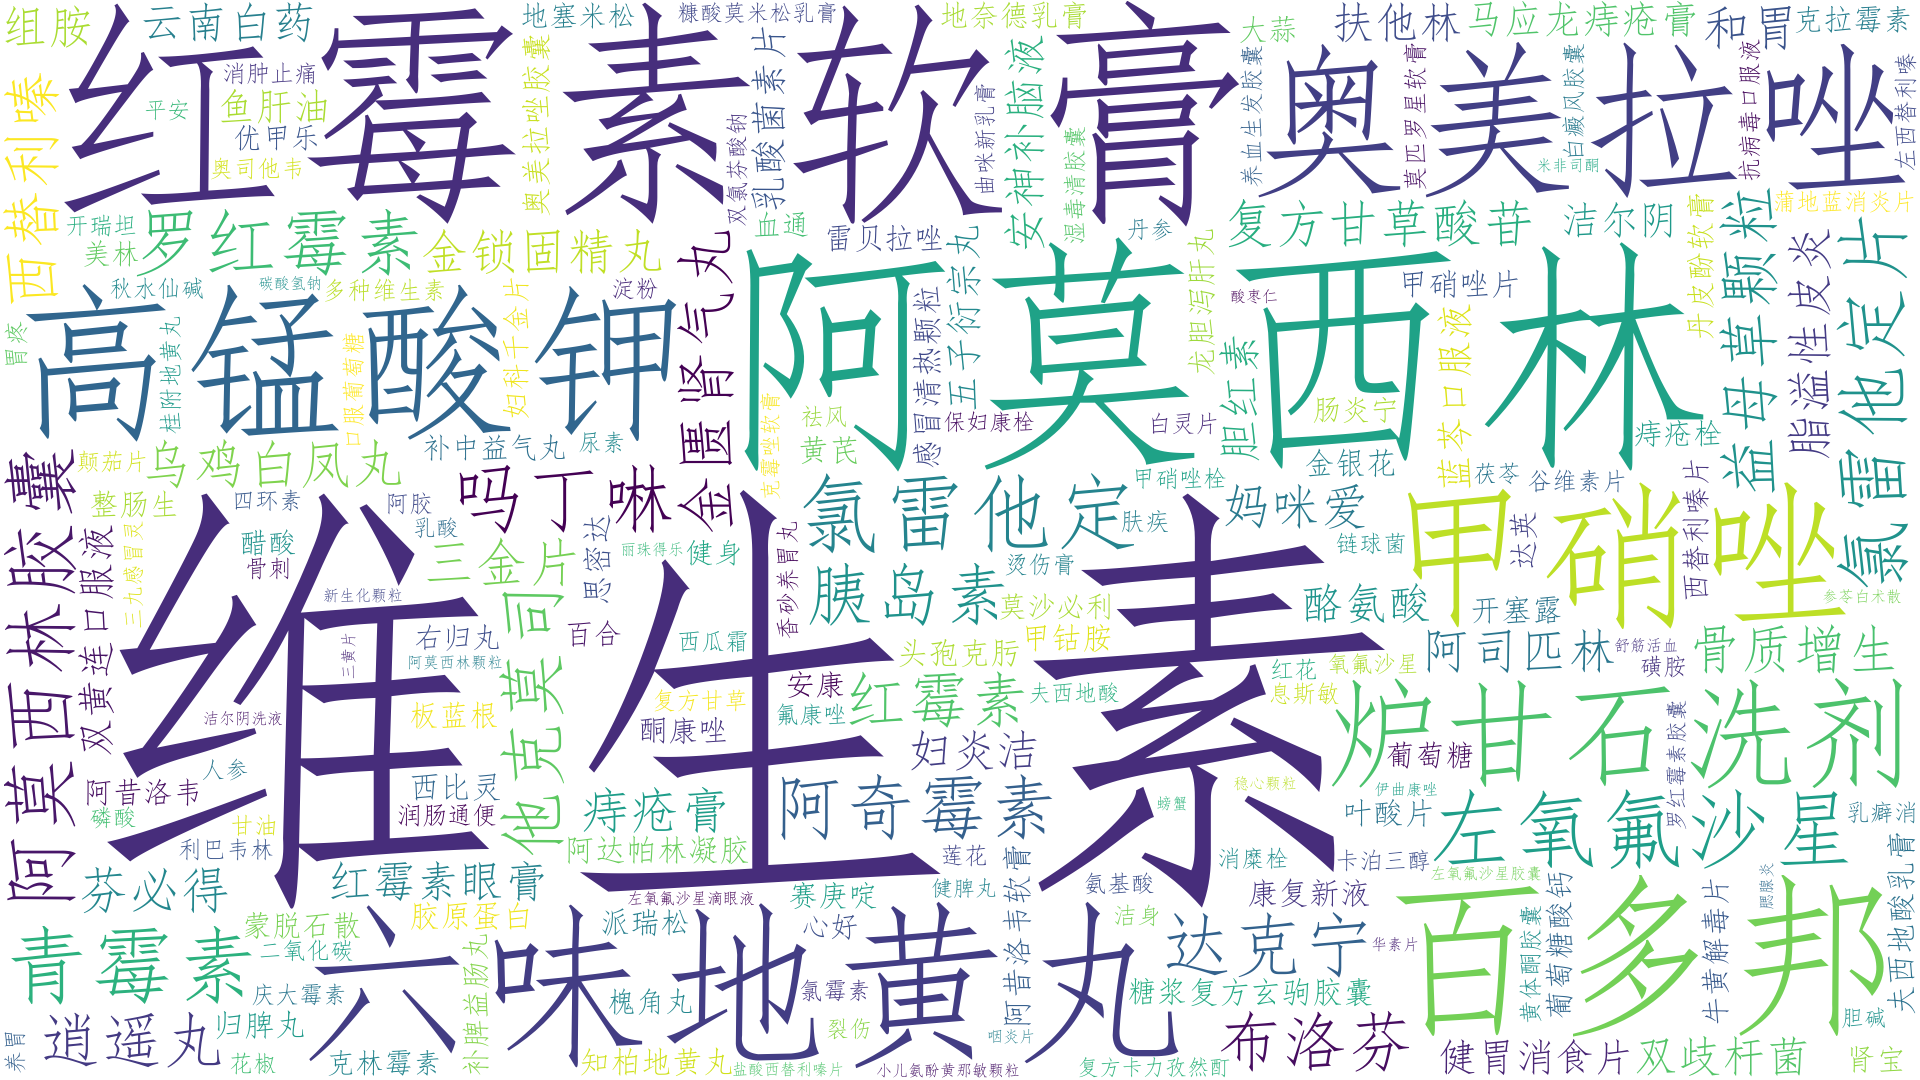 组胺
云南白药
地塞米松
糠酸莫米松乳膏
地奈德乳膏
大蒜
扶他林
马应龙痔疮膏
和胃
克拉霉素
红霉素软膏
奥美拉唑
消肿止痛
平安
鱼肝油
优甲乐
奥司他韦
西替利嗪
奥美拉唑胶囊
双氯芬酸钠
乳酸菌素片
曲咪新乳膏
安神补脑液
湿毒清胶囊
养血生发胶囊
莫匹罗星软膏
米非司酮
白癜风胶囊
抗病毒口服液
左西替利嗪
开瑞坦
美林
罗红霉素
金锁固精丸
血通
雷贝拉唑
丹参
复方甘草酸苷
洁尔阴
蒲地蓝消炎片
秋水仙碱
碳酸氢钠
多种维生素
淀粉
金匮肾气丸
五子衍宗丸
龙胆泻肝丸
酸枣仁
甲硝唑片
丹皮酚软膏
益母草颗粒
脂溢性皮炎
氯雷他定片
胃疼
高锰酸钾
桂附地黄丸
口服葡萄糖
妇科千金片
阿莫西林
感冒清热颗粒
胆红素
肠炎宁
蓝芩口服液
克霉唑软膏
祛风
黄芪
保妇康栓
白灵片
痔疮栓
颠茄片
乌鸡白凤丸
补中益气丸
尿素
甲硝唑栓
金银花
茯苓
谷维素片
西替利嗪片
阿莫西林胶囊
整肠生
四环素
阿胶
乳酸
吗丁啉
氯雷他定
肤疾
妈咪爱
链球菌
达英
甲硝唑
双黄连口服液
三九感冒灵
醋酸
骨刺
三金片
思密达
丽珠得乐
健身
香砂养胃丸
烫伤膏
维生素
新生化颗粒
三黄片
右归丸
阿莫西林颗粒
他克莫司
百合
西瓜霜
胰岛素
莫沙必利
甲钴胺
头孢克肟
酪氨酸
开塞露
参苓白术散
洁尔阴洗液
板蓝根
复方甘草
安康
酮康唑
氟康唑
红霉素
夫西地酸
红花
氧氟沙星
息斯敏
阿司匹林
舒筋活血
磺胺
骨质增生
人参
阿昔洛韦
西比灵
润肠通便
妇炎洁
葡萄糖
炉甘石洗剂
罗红霉素胶囊
磷酸
甘油
利巴韦林
痔疮膏
阿奇霉素
螃蟹
稳心颗粒
伊曲康唑
叶酸片
左氧氟沙星
乳癖消
芬必得
红霉素眼膏
阿达帕林凝胶
莲花
消糜栓
卡泊三醇
左氧氟沙星滴眼液
赛庚啶
健脾丸
氨基酸
康复新液
左氧氟沙星胶囊
腮腺炎
蒙脱石散
胶原蛋白
派瑞松
心好
阿昔洛韦软膏
洁身
达克宁
华素片
百多邦
黄体酮胶囊
葡萄糖酸钙
牛黄解毒片
夫西地酸乳膏
青霉素
二氧化碳
六味地黄丸
庆大霉素
补脾益肠丸
槐角丸
氯霉素
糖浆
复方玄驹胶囊
养胃
逍遥丸
归脾丸
花椒
克林霉素
知柏地黄丸
裂伤
咽炎片
盐酸西替利嗪片
小儿氨酚黄那敏颗粒
复方卡力孜然酊
布洛芬
健胃消食片
双歧杆菌
胆碱
肾宝